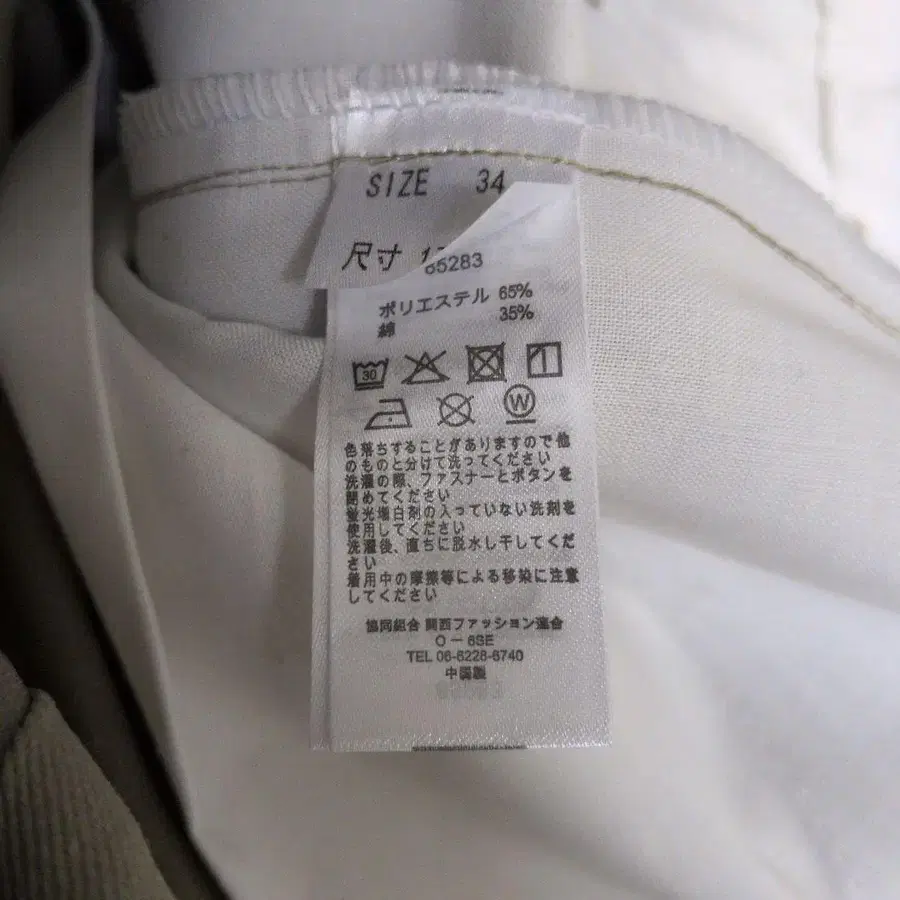 SIZE 34
尺寸
65283
ポリエステル 65%
綿 35%
30
W
色落ちすることがありますので他
のものと分けて洗ってください
洗濯の際、ファスナーとボタンを
閉めてください
蛍光増白剤の入っていない洗剤を
使用してください
洗濯後、直ちに脱水し干してくだ
さい
着用中の摩擦等による移染に注意
してください
協同組合 関西ファッション連合
O－6SE
TEL 06-6228-6740
中国製